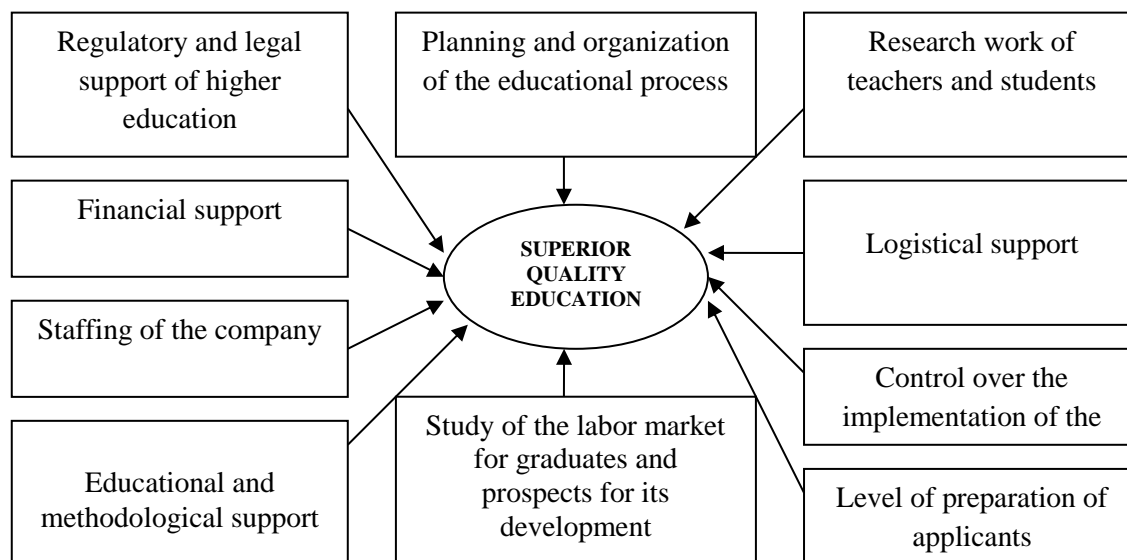 Regulatory and legal
support of higher
education
Planning and organization
of the educational process
Research work of
teachers and students
Financial support
Logistical support
SUPERIOR
QUALITY
EDUCATION
Staffing of the company
Control over the
implementation of the
Educational and
methodological support
Study of the labor market
for graduates and
prospects for its
development
Level of preparation of
applicants